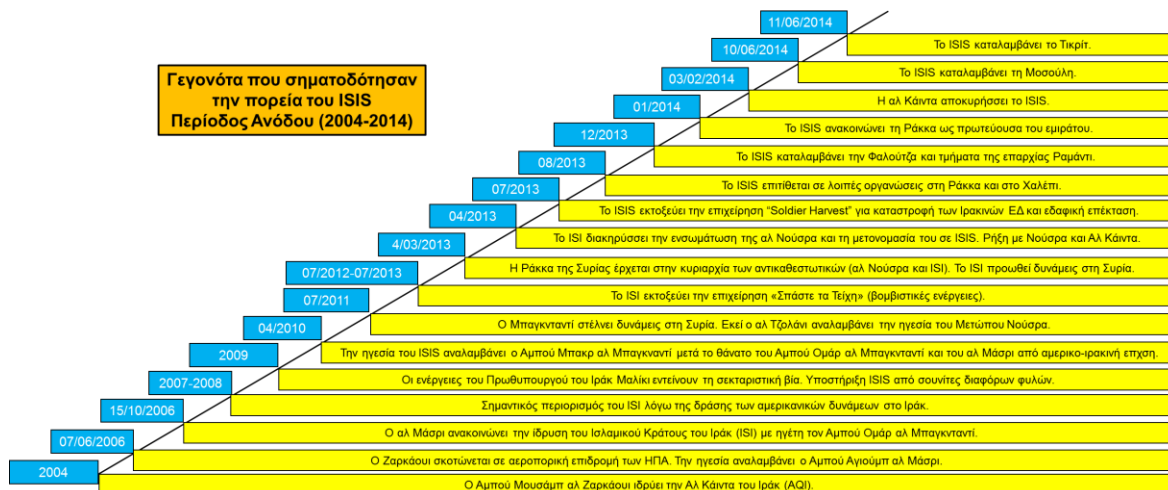 11/06/2014
Το ISIS καταλαμβάνει το Τικρίτ.
10/06/2014
Το ISIS καταλαμβάνει τη Μοσούλη.
Γεγονότα που σηματοδότησαν
την πορεία του ISIS
Περίοδος Ανόδου (2004-2014)
03/02/2014
Η αλ Κάιντα αποκυρήσσει το ISIS.
01/2014
Το ISIS ανακοινώνει τη Ράκκα ως πρωτεύουσα του εμιράτου.
12/2013
Το ISIS καταλαμβάνει την Φαλούτζα και τμήματα της επαρχίας Ραμάντι.
08/2013
Το ISIS επιτίθεται σε λοιπές οργανώσεις στη Ράκκα και στο Χαλέπι.
07/2013
Το ISIS εκτοξεύει την επιχείρηση “Soldier Harvest” για καταστροφή των Ιρακινών ΕΔ και εδαφική επέκταση.
04/2013
Το ISI διακηρύσσει την ενσωμάτωση της αλ Νούσρα και τη μετονομασία του σε ISIS. Ρήξη με Νούσρα και Αλ Κάιντα.
4/03/2013
Η Ράκκα της Συρίας έρχεται στην κυριαρχία των αντικαθεστωτικών (αλ Νούσρα και ISI). Το ISI προωθεί δυνάμεις στη Συρία.
07/2012-07/2013
Το ISI εκτοξεύει την επιχείρηση «Σπάστε τα Τείχη» (βομβιστικές ενέργειες).
07/2011
Ο Μπαγκνταντί στέλνει δυνάμεις στη Συρία. Εκεί ο αλ Τζολάνι αναλαμβάνει την ηγεσία του Μετώπου Νούσρα.
04/2010
Την ηγεσία του ISIS αναλαμβάνει ο Αμπού Μπακρ αλ Μπαγκναντί μετά το θάνατο του Αμπού Ομάρ αλ Μπαγκνταντί και του αλ Μάσρι από αμερικο-ιρακινή επχση.
2009
Οι ενέργειες του Πρωθυπουργού του Ιράκ Μαλίκι εντείνουν τη σεκταριστική βία. Υποστήριξη ISIS από σουνίτες διαφόρων φυλών.
2007-2008
Σημαντικός περιορισμός του ISI λόγω της δράσης των αμερικανικών δυνάμεων στο Ιράκ.
15/10/2006
Ο αλ Μάσρι ανακοινώνει την ίδρυση του Ισλαμικού Κράτους του Ιράκ (ISI) με ηγέτη τον Αμπού Ομάρ αλ Μπαγκνταντί.
07/06/2006
Ο Ζαρκάουι σκοτώνεται σε αεροπορική επιδρομή των ΗΠΑ. Την ηγεσία αναλαμβάνει ο Αμπού Αγιούμπ αλ Μάσρι.
2004
Ο Αμπού Μουσάμπ αλ Ζαρκάουι ιδρύει την Αλ Κάιντα του Ιράκ (AQI).